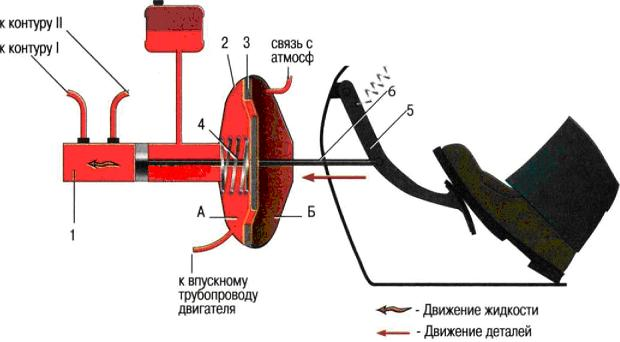 к контуру II
к контуру I
2
3
связь с
атмосф
4
6
5
А
Б
1
к впускному
трубопроводу
двигателя
- Движение жидкости
- Движение деталей